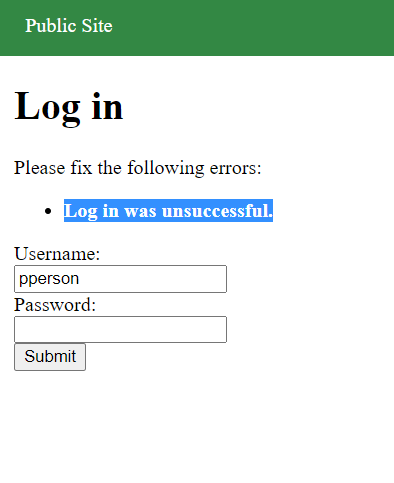 Public Site
Log in
Please fix the following errors:
• Log in was unsuccessful.
Username:
pperson
Password:
Submit